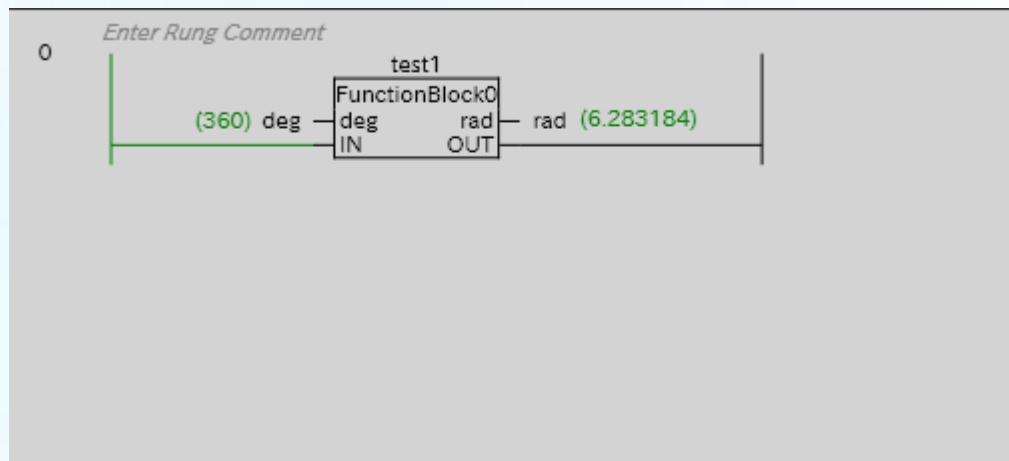 Enter Rung Comment
0
test1
FunctionBlock0
(360) deg deg rad rad (6.283184)
IN OUT